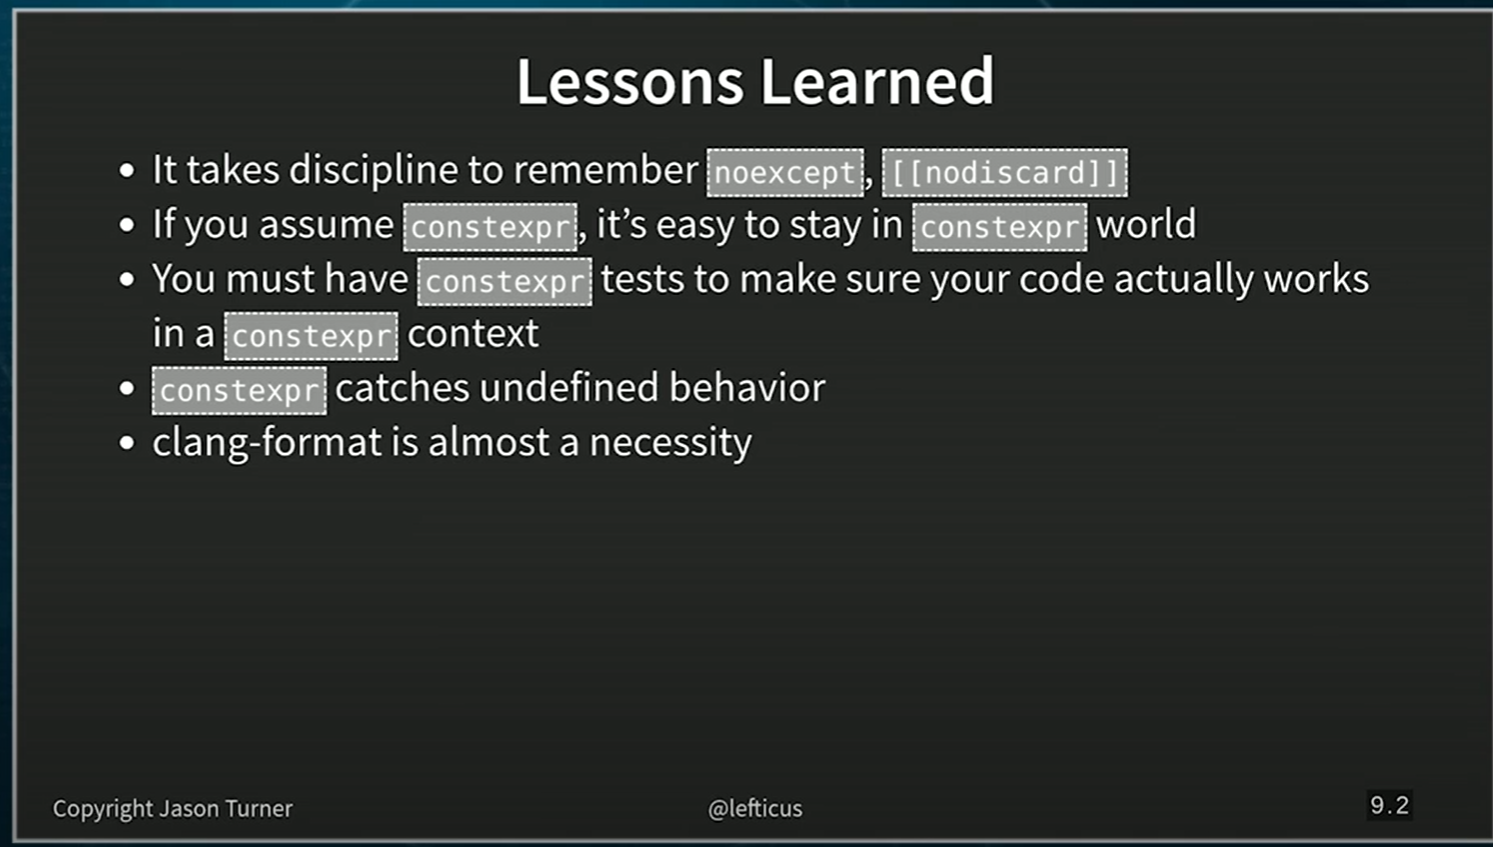 Lessons Learned
It takes discipline to remember noexcept, [[nodiscard]]
If you assume constexpr, it’s easy to stay in constexpr world
You must have constexpr tests to make sure your code actually works
in a constexpr context
constexpr catches undefined behavior
clang-format is almost a necessity
Copyright Jason Turner
@lefticus
9.2